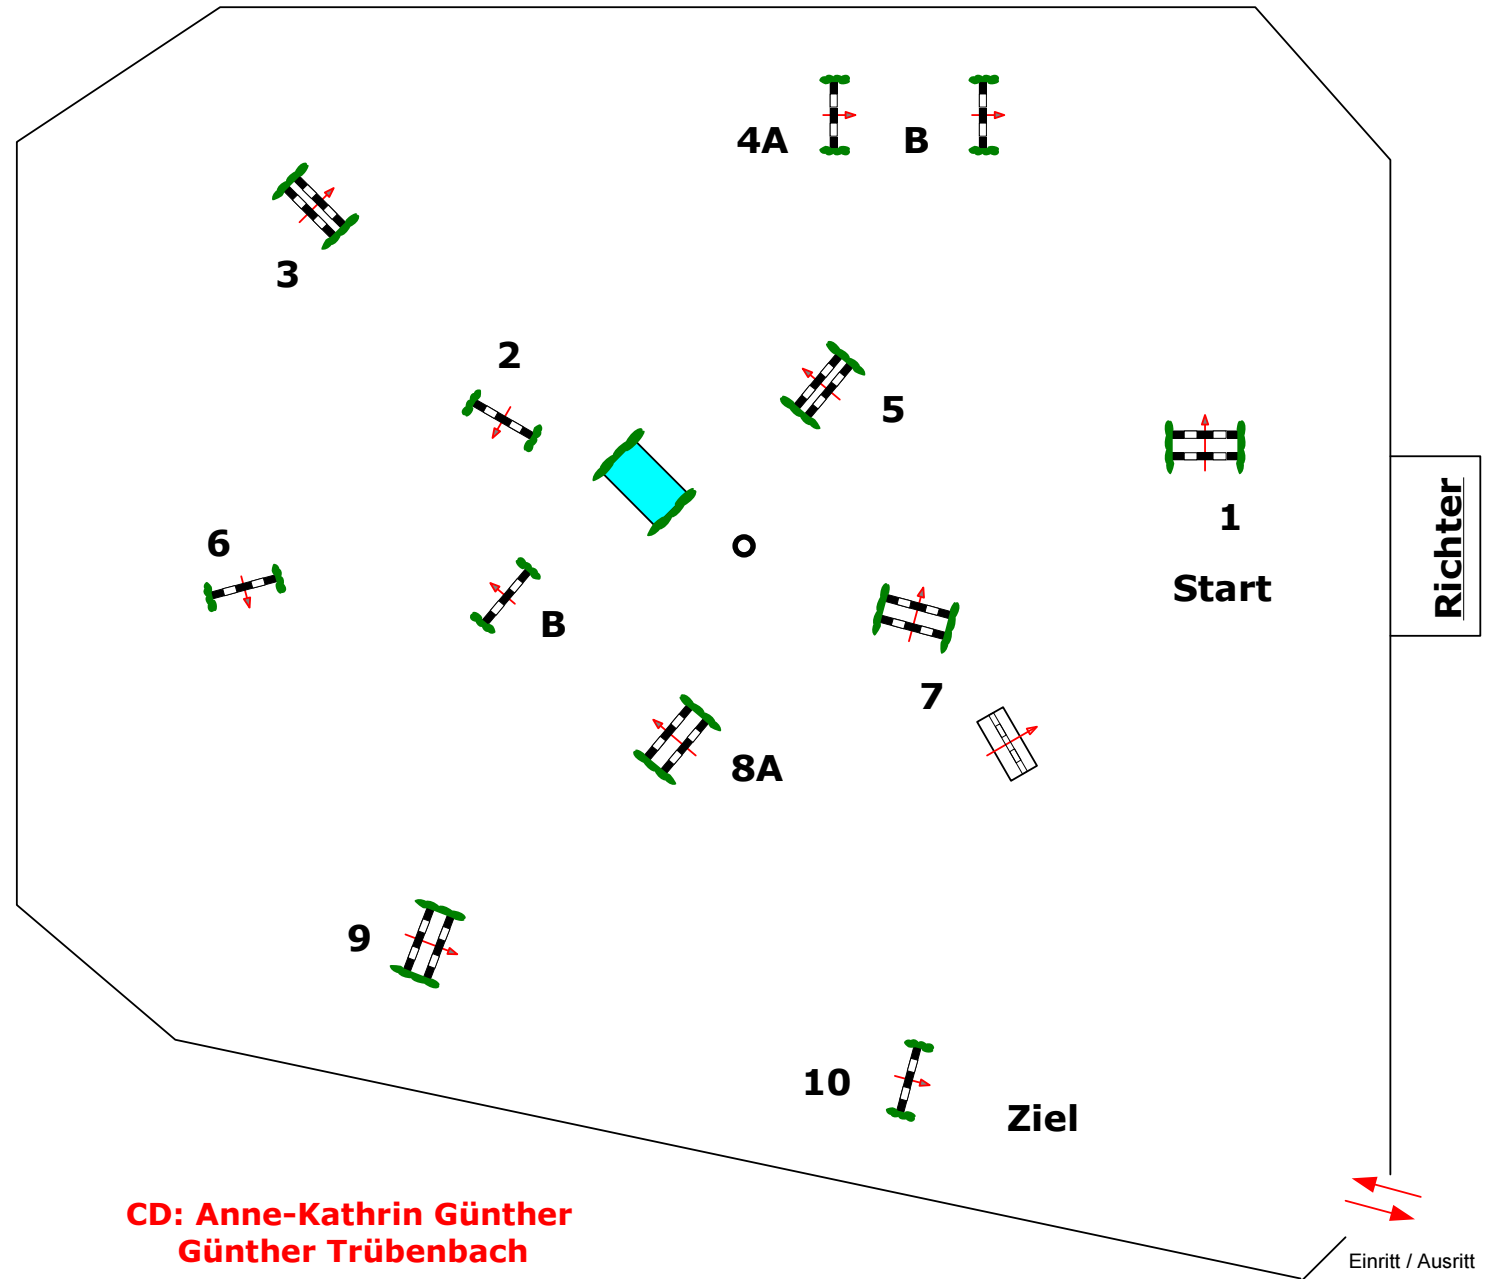 4A
B
3
2
5
1
6
Start
Richter
B
7
8A
9
10
Ziel
CD: Anne-Kathrin Günther
Günther Trübenbach
Einritt / Ausritt